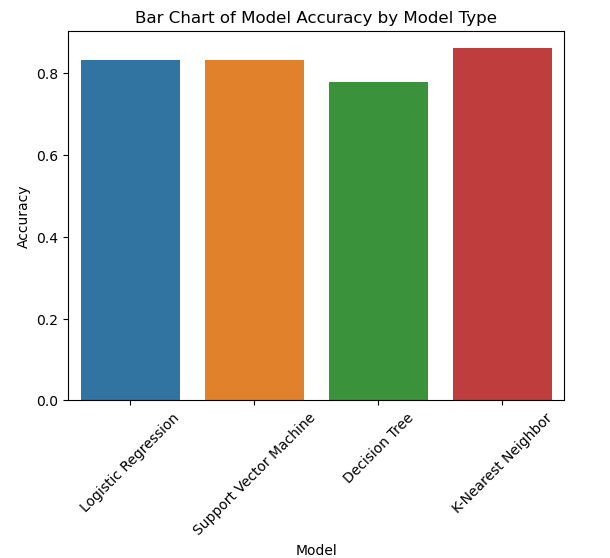 Bar Chart of Model Accuracy by Model Type
Accuracy
0.8
0.6
0.4
0.2
0.0
Logistic Regression
Support Vector Machine
Decision Tree
K-Nearest Neighbor
Model